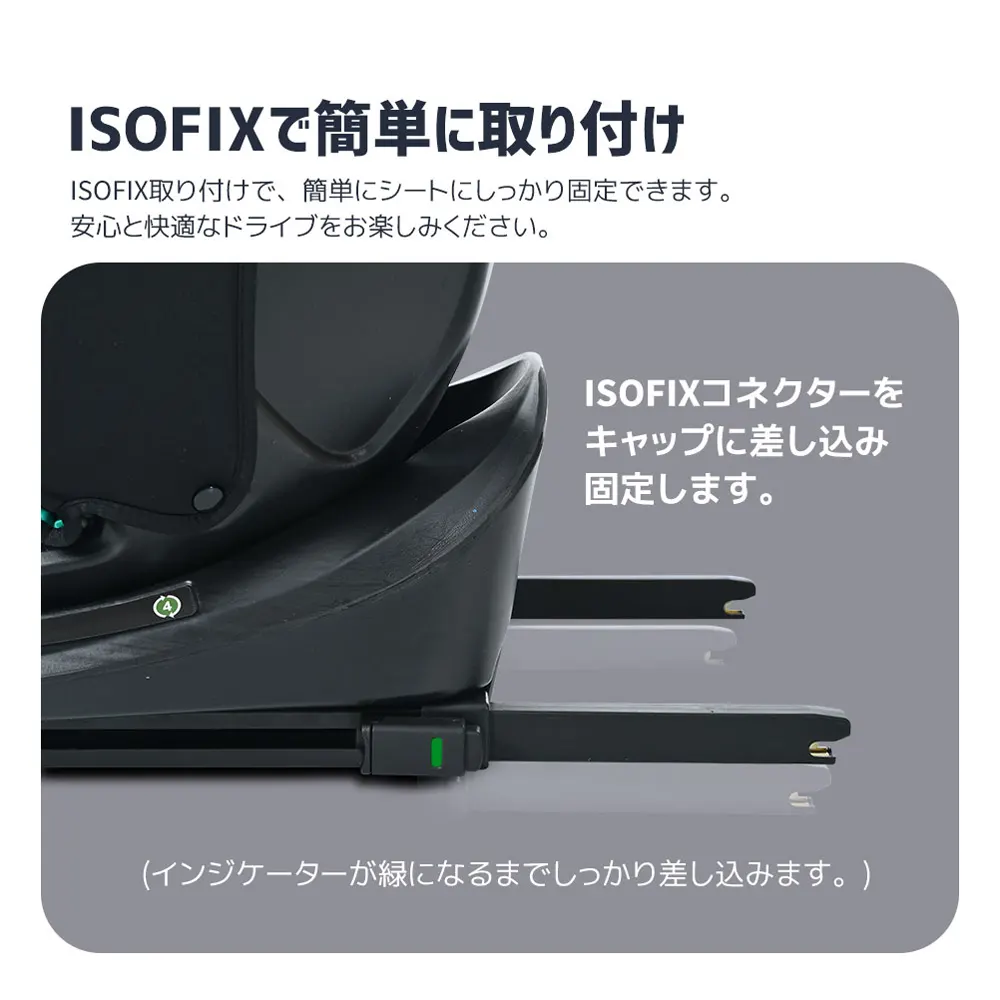 ISOFIXで簡単に取り付け
ISOFIX取り付けで、簡単にシートにしっかり固定できます。
安心と快適なドライブをお楽しみください。
ISOFIXコネクターを
キャップに差し込み
固定します。
4
(インジケーターが緑になるまでしっかり差し込みます。)